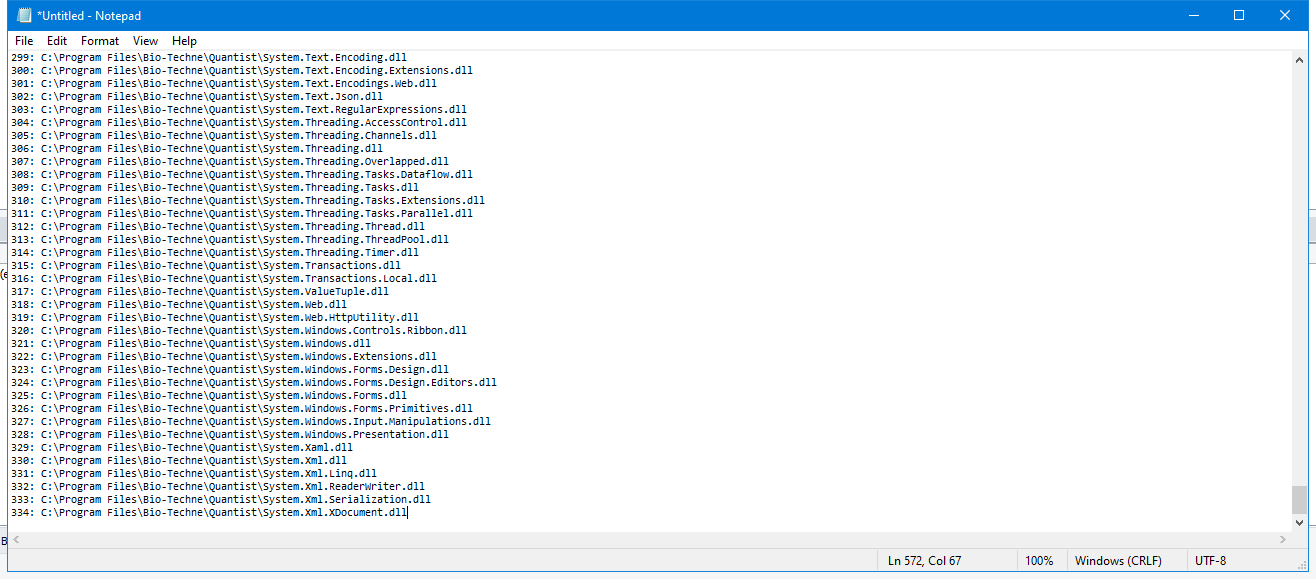 *Untitled - Notepad
File Edit Format View Help
299: C:\Program Files\Bio-Techne\Quantist\System.Text.Encoding.dll
300: C:\Program Files\Bio-Techne\Quantist\System.Text.Encoding.Extensions.dll
301: C:\Program Files\Bio-Techne\Quantist\System.Text.Encodings.Web.dll
302: C:\Program Files\Bio-Techne\Quantist\System.Text.Json.dll
303: C:\Program Files\Bio-Techne\Quantist\System.Text.RegularExpressions.dll
304: C:\Program Files\Bio-Techne\Quantist\System.Threading.AccessControl.dll
305: C:\Program Files\Bio-Techne\Quantist\System.Threading.Channels.dll
306: C:\Program Files\Bio-Techne\Quantist\System.Threading.dll
307: C:\Program Files\Bio-Techne\Quantist\System.Threading.Overlapped.dll
308: C:\Program Files\Bio-Techne\Quantist\System.Threading.Tasks.Dataflow.dll
309: C:\Program Files\Bio-Techne\Quantist\System.Threading.Tasks.dll
310: C:\Program Files\Bio-Techne\Quantist\System.Threading.Tasks.Extensions.dll
311: C:\Program Files\Bio-Techne\Quantist\System.Threading.Tasks.Parallel.dll
312: C:\Program Files\Bio-Techne\Quantist\System.Threading.Thread.dll
313: C:\Program Files\Bio-Techne\Quantist\System.Threading.ThreadPool.dll
314: C:\Program Files\Bio-Techne\Quantist\System.Threading.Timer.dll
315: C:\Program Files\Bio-Techne\Quantist\System.Transactions.dll
316: C:\Program Files\Bio-Techne\Quantist\System.Transactions.Local.dll
317: C:\Program Files\Bio-Techne\Quantist\System.ValueTuple.dll
318: C:\Program Files\Bio-Techne\Quantist\System.Web.dll
319: C:\Program Files\Bio-Techne\Quantist\System.Web.HttpUtility.dll
320: C:\Program Files\Bio-Techne\Quantist\System.Windows.Controls.Ribbon.dll
321: C:\Program Files\Bio-Techne\Quantist\System.Windows.dll
322: C:\Program Files\Bio-Techne\Quantist\System.Windows.Extensions.dll
323: C:\Program Files\Bio-Techne\Quantist\System.Windows.Forms.Design.dll
324: C:\Program Files\Bio-Techne\Quantist\System.Windows.Forms.Design.Editors.dll
325: C:\Program Files\Bio-Techne\Quantist\System.Windows.Forms.dll
326: C:\Program Files\Bio-Techne\Quantist\System.Windows.Forms.Primitives.dll
327: C:\Program Files\Bio-Techne\Quantist\System.Windows.Input.Manipulations.dll
328: C:\Program Files\Bio-Techne\Quantist\System.Windows.Presentation.dll
329: C:\Program Files\Bio-Techne\Quantist\System.Xaml.dll
330: C:\Program Files\Bio-Techne\Quantist\System.Xml.dll
331: C:\Program Files\Bio-Techne\Quantist\System.Xml.Linq.dll
332: C:\Program Files\Bio-Techne\Quantist\System.Xml.ReaderWriter.dll
333: C:\Program Files\Bio-Techne\Quantist\System.Xml.Serialization.dll
334: C:\Program Files\Bio-Techne\Quantist\System.Xml.XDocument.dll
Ln 572, Col 67 100% Windows (CRLF) UTF-8